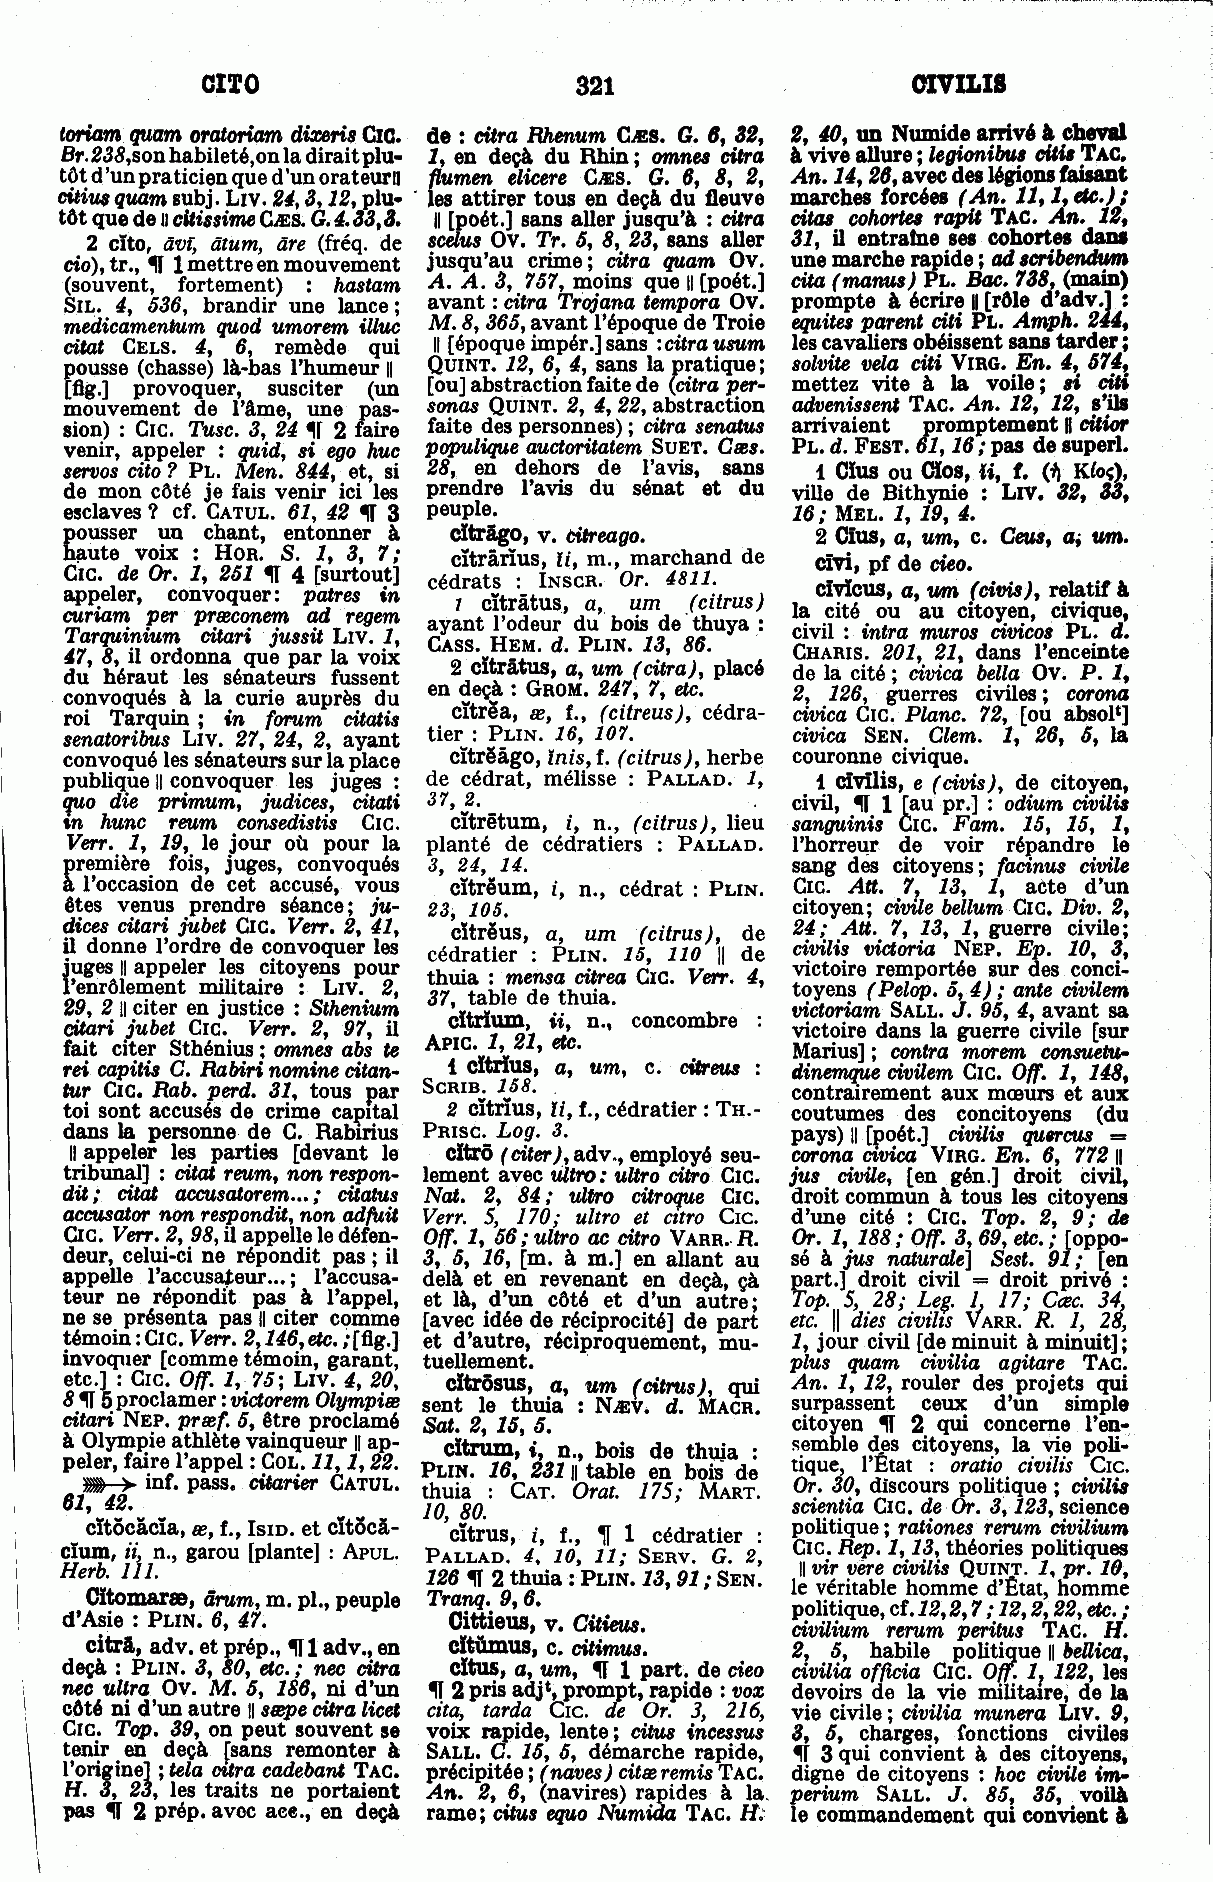 CITO
321
CIVILIS
toriam quam oratoriam dixeris CIC.
Br. 238, son habileté, on la dirait plu-
tôt d'un praticien que d'un orateur ||
citius quam subj. LIV. 24, 3, 12, plu-
tôt que de || citissime CÆS. G. 4. 33, 3.
2 cĭto, āvī, ātum, āre (fréq. de
cio), tr., ¶ 1 mettre en mouvement
(souvent, fortement) : hastam
SIL. 4, 536, brandir une lance ;
medicamentum quod umorem illuc
citat CELS. 4, 6, remède qui
pousse (chasse) là-bas l'humeur ||
[fig.] provoquer, susciter (un
mouvement de l'âme, une pas-
sion) : CIC. Tusc. 3, 24 ¶ 2 faire
venir, appeler : quid, si ego huc
servos cito ? PL. Men. 844, et, si
de mon côté je fais venir ici les
esclaves ? cf. CATUL. 61, 42 ¶ 3
pousser un chant, entonner à
haute voix : HOR. S. 1, 3, 7 ;
CIC. de Or. 1, 251 ¶ 4 [surtout]
appeler, convoquer : patres in
curiam per præconem ad regem
Tarquinium citari jussit LIV. 1,
47, 8, il ordonna que par la voix
du héraut les sénateurs fussent
convoqués à la curie auprès du
roi Tarquin ; in forum citatis
senatoribus LIV. 27, 24, 2, ayant
convoqué les sénateurs sur la place
publique || convoquer les juges :
quo die primum, judices, citati
in hunc reum consedistis CIC.
Verr. 1, 19, le jour où pour la
première fois, juges, convoqués
à l'occasion de cet accusé, vous
êtes venus prendre séance ; ju-
dices citari jubet CIC. Verr. 2, 41,
il donne l'ordre de convoquer les
juges || appeler les citoyens pour
l'enrôlement militaire : LIV. 2,
29, 2 || citer en justice : Sthenium
citari jubet CIC. Verr. 2, 97, il
fait citer Sthénius ; omnes abs te
rei capitis C. Rabiri nomine citan-
tur CIC. Rab. perd. 31, tous par
toi sont accusés de crime capital
dans la personne de C. Rabirius
|| appeler les parties [devant le
tribunal] : citat reum, non respon-
dit ; citat accusatorem... ; citatus
accusator non respondit, non adfuit
CIC. Verr. 2, 98, il appelle le défen-
deur, celui-ci ne répondit pas ; il
appelle l'accusateur... ; l'accusa-
teur ne répondit pas à l'appel,
ne se présenta pas || citer comme
témoin : CIC. Verr. 2, 146, etc. ; [fig.]
invoquer [comme témoin, garant,
etc.] : CIC. Off. 1, 75 ; LIV. 4, 20,
8 ¶ 5 proclamer : victorem Olympiæ
citari NEP. præf. 5, être proclamé
à Olympie athlète vainqueur || ap-
peler, faire l'appel : COL. 11, 1, 22.
inf. pass. citarier CATUL.
61, 42.
cĭtŏcăcĭa, æ, f., ISID. et cĭtŏcă-
cĭum, ii, n., garou [plante] : APUL.
Herb. 111.
Cĭtomaræ, ārum, m. pl., peuple
d'Asie : PLIN. 6, 47.
citrā, adv. et prép., ¶ 1 adv., en
deçà : PLIN. 3, 80, etc. ; nec citra
nec ultra OV. M. 5, 186, ni d'un
côté ni d'un autre || sæpe citra licet
CIC. Top. 39, on peut souvent se
tenir en deçà [sans remonter à
l'origine] ; tela citra cadebant TAC.
H. 3, 23, les traits ne portaient
pas ¶ 2 prép. avec acc., en deçà
de : citra Rhenum CÆS. G. 6, 32,
1, en deçà du Rhin ; omnes citra
flumen elicere CÆS. G. 6, 8, 2,
les attirer tous en deçà du fleuve
|| [poét.] sans aller jusqu'à : citra
scelus OV. Tr. 5, 8, 23, sans aller
jusqu'au crime ; citra quam OV.
A. A. 3, 757, moins que || [poét.]
avant : citra Trojana tempora OV.
M. 8, 365, avant l'époque de Troie
|| [époque impér.] sans : citra usum
QUINT. 12, 6, 4, sans la pratique ;
[ou] abstraction faite de (citra per-
sonas QUINT. 2, 4, 22, abstraction
faite des personnes) ; citra senatus
populique auctoritatem SUET. Cæs.
28, en dehors de l'avis, sans
prendre l'avis du sénat et du
peuple.
cĭtrāgo, v. citreago.
cĭtrārĭus, ĭi, m., marchand de
cédrats : INSCR. Or. 4811.
1 cĭtrātus, a, um (citrus)
ayant l'odeur du bois de thuya :
CASS. HEM. d. PLIN. 13, 86.
2 cĭtrātus, a, um (citra), placé
en deçà : GROM. 247, 7, etc.
cĭtrĕa, æ, f., (citreus), cédra-
tier : PLIN. 16, 107.
cĭtrĕāgo, ĭnis, f. (citrus), herbe
de cédrat, mélisse : PALLAD. 1,
37, 2.
cĭtrētum, i, n., (citrus), lieu
planté de cédratiers : PALLAD.
3, 24, 14.
cĭtrĕum, i, n., cédrat : PLIN.
23, 105.
cĭtrĕus, a, um (citrus), de
cédratier : PLIN. 15, 110 || de
thuia : mensa citrea CIC. Verr. 4,
37, table de thuia.
cĭtrĭum, ii, n., concombre :
APIC. 1, 21, etc.
1 cĭtrĭus, a, um, c. citreus :
SCRIB. 158.
2 cĭtrĭus, ĭi, f., cédratier : TH.-
PRISC. Log. 3.
cĭtrō (citer), adv., employé seu-
lement avec ultro : ultro citro CIC.
Nat. 2, 84 ; ultro citroque CIC.
Verr. 5, 170 ; ultro et citro CIC.
Off. 1, 56 ; ultro ac citro VARR. R.
3, 5, 16, [m. à m.] en allant au
delà et en revenant en deçà, çà
et là, d'un côté et d'un autre ;
[avec idée de réciprocité] de part
et d'autre, réciproquement, mu-
tuellement.
cĭtrōsus, a, um (citrus), qui
sent le thuia : NÆV. d. MACR.
Sat. 2, 15, 5.
cĭtrum, i, n., bois de thuia :
PLIN. 16, 231 || table en bois de
thuia : CAT. Orat. 175 ; MART.
10, 80.
cĭtrus, i, f., ¶ 1 cédratier :
PALLAD. 4, 10, 11 ; SERV. G. 2,
126 ¶ 2 thuia : PLIN. 13, 91 ; SEN.
Tranq. 9, 6.
Cittieus, v. Citieus.
cĭtŭmus, c. citimus.
cĭtus, a, um, ¶ 1 part. de cieo
¶ 2 pris adjᵗ, prompt, rapide : vox
cita, tarda CIC. de Or. 3, 216,
voix rapide, lente ; citus incessus
SALL. C. 15, 5, démarche rapide,
précipitée ; (naves) citæ remis TAC.
An. 2, 6, (navires) rapides à la
rame ; citus equo Numida TAC. H.
2, 40, un Numide arrivé à cheval
à vive allure ; legionibus citis TAC.
An. 14, 26, avec des légions faisant
marches forcées (An. 11, 1, etc.) ;
citas cohortes rapit TAC. An. 12,
31, il entraîne ses cohortes dans
une marche rapide ; ad scribendum
cita (manus) PL. Bac. 738, (main)
prompte à écrire || [rôle d'adv.] :
equites parent citi PL. Amph. 244,
les cavaliers obéissent sans tarder ;
solvite vela citi VIRG. En. 4, 574,
mettez vite à la voile ; si citi
advenissent TAC. An. 12, 12, s'ils
arrivaient promptement || citior
PL. d. FEST. 61, 16 ; pas de superl.
1 Cĭus ou Cĭos, ĭi, f. (ἡ Κίος),
ville de Bithynie : LIV. 32, 33,
16 ; MEL. 1, 19, 4.
2 Cĭus, a, um, c. Ceus, a, um.
cīvi, pf de cieo.
cīvĭcus, a, um (civis), relatif à
la cité ou au citoyen, civique,
civil : intra muros civicos PL. d.
CHARIS. 201, 21, dans l'enceinte
de la cité ; civica bella OV. P. 1,
2, 126, guerres civiles ; corona
civica CIC. Planc. 72, [ou absolᵗ]
civica SEN. Clem. 1, 26, 5, la
couronne civique.
1 cīvīlis, e (civis), de citoyen,
civil, ¶ 1 [au pr.] : odium civilis
sanguinis CIC. Fam. 15, 15, 1,
l'horreur de voir répandre le
sang des citoyens ; facinus civile
CIC. Att. 7, 13, 1, acte d'un
citoyen ; civile bellum CIC. Div. 2,
24 ; Att. 7, 13, 1, guerre civile ;
civilis victoria NEP. Ep. 10, 3,
victoire remportée sur des conci-
toyens (Pelop. 5, 4) ; ante civilem
victoriam SALL. J. 95, 4, avant sa
victoire dans la guerre civile [sur
Marius] ; contra morem consuetu-
dinemque civilem CIC. Off. 1, 148,
contrairement aux mœurs et aux
coutumes des concitoyens (du
pays) || [poét.] civilis quercus =
corona civica VIRG. En. 6, 772 ||
jus civile, [en gén.] droit civil,
droit commun à tous les citoyens
d'une cité : CIC. Top. 2, 9 ; de
Or. 1, 188 ; Off. 3, 69, etc. ; [oppo-
sé à jus naturale] Sest. 91 ; [en
part.] droit civil = droit privé :
Top. 5, 28 ; Leg. 1, 17 ; Cæc. 34,
etc. || dies civilis VARR. R. 1, 28,
1, jour civil [de minuit à minuit] ;
plus quam civilia agitare TAC.
An. 1, 12, rouler des projets qui
surpassent ceux d'un simple
citoyen ¶ 2 qui concerne l'en-
semble des citoyens, la vie poli-
tique, l'État : oratio civilis CIC.
Or. 30, discours politique ; civilis
scientia CIC. de Or. 3, 123, science
politique ; rationes rerum civilium
CIC. Rep. 1, 13, théories politiques
|| vir vere civilis QUINT. 1, pr. 10,
le véritable homme d'État, homme
politique, cf. 12, 2, 7 ; 12, 2, 22, etc. ;
civilium rerum peritus TAC. H.
2, 5, habile politique || bellica,
civilia officia CIC. Off. 1, 122, les
devoirs de la vie militaire, de la
vie civile ; civilia munera LIV. 9,
3, 5, charges, fonctions civiles
¶ 3 qui convient à des citoyens,
digne de citoyens : hoc civile im-
perium SALL. J. 85, 35, voilà
le commandement qui convient à